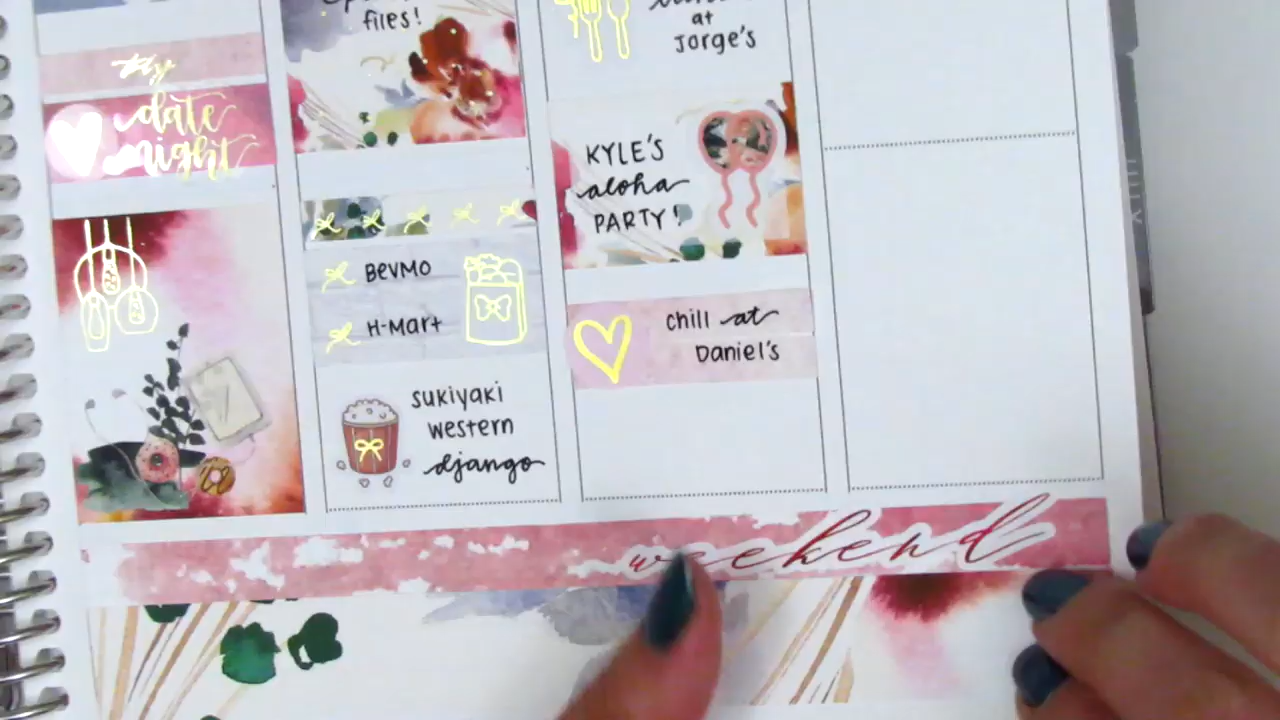 files!
at
Jorge's
date
night
KYLE'S
aloha
PARTY!
BevMo
H-Mart
chill at
Daniel's
sukiyaki
western
django
weekend